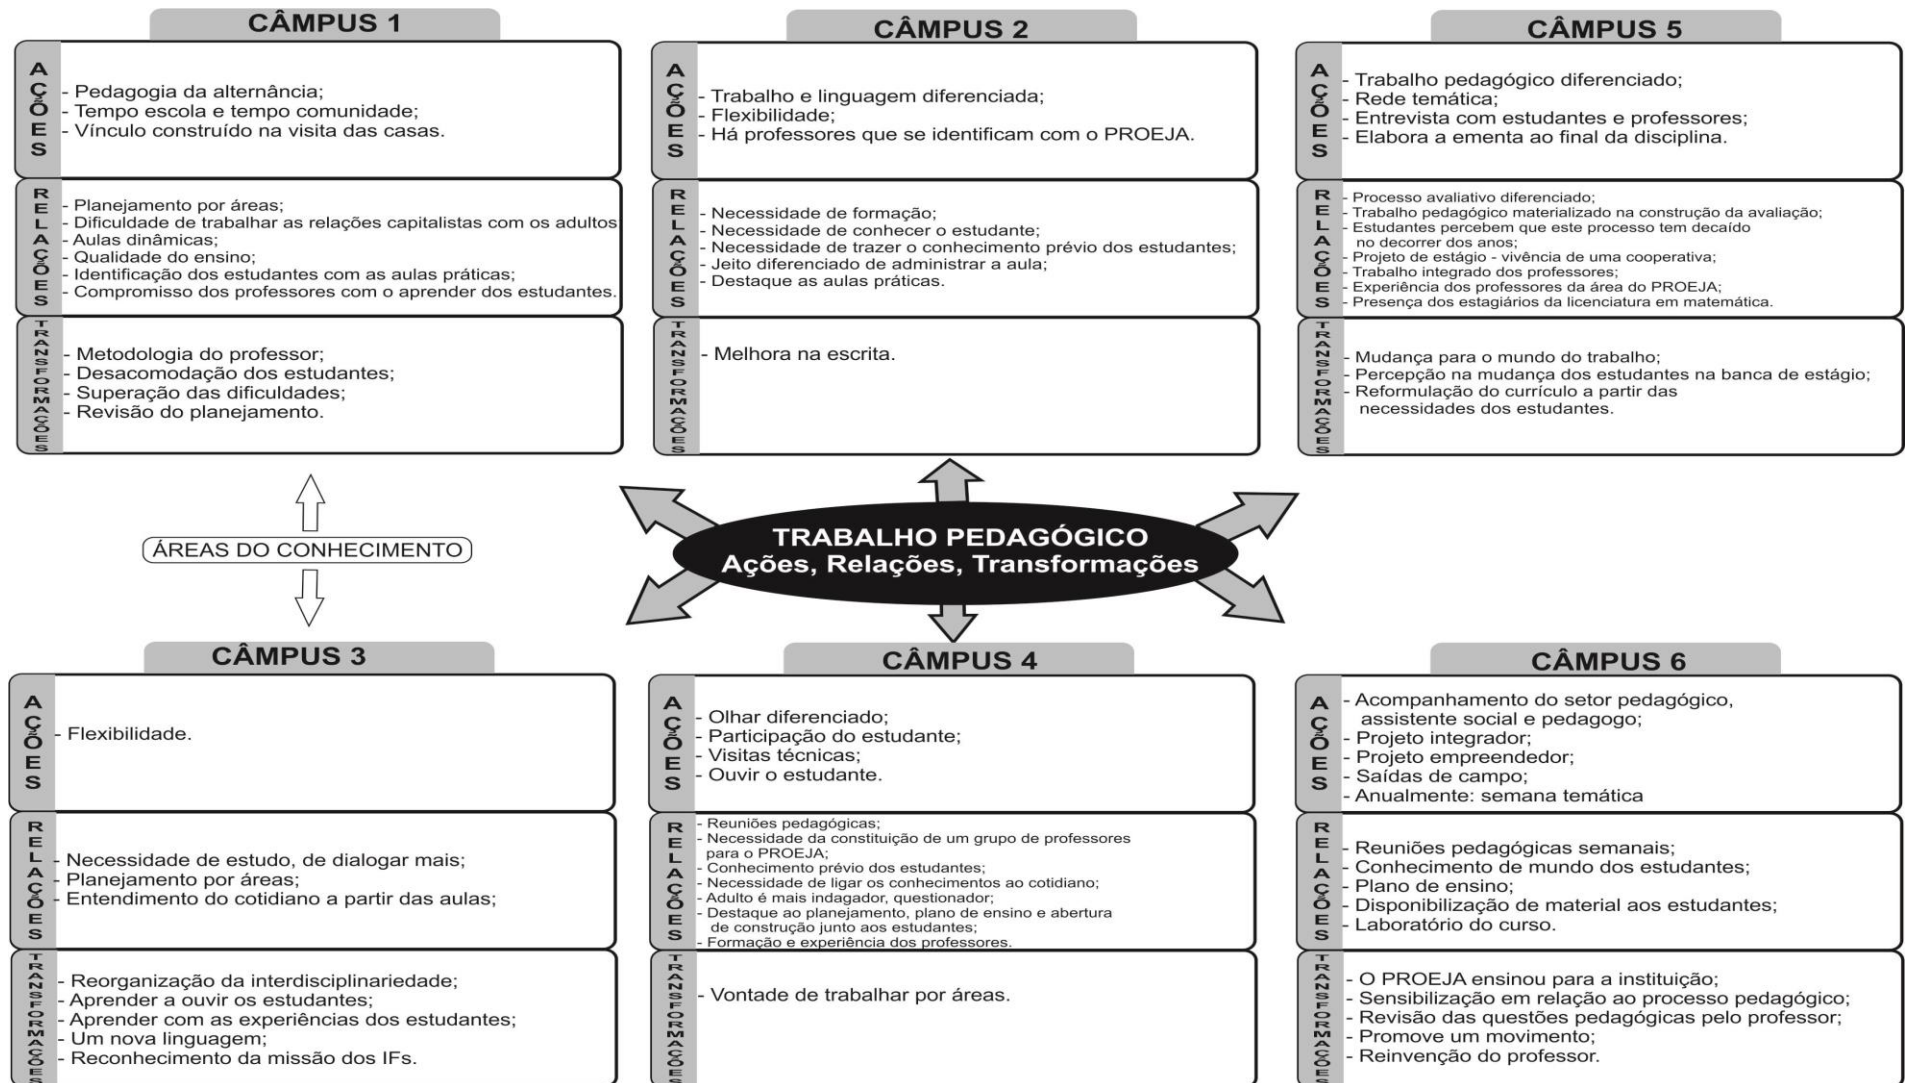 CÂMPUS 1
AÇÕES
- Pedagogia da alternância;
- Tempo escola e tempo comunidade;
- Vínculo construído na visita das casas.
RELAÇÕES
- Planejamento por áreas;
- Dificuldade de trabalhar as relações capitalistas com os adultos
- Aulas dinâmicas;
- Qualidade do ensino;
- Identificação dos estudantes com as aulas práticas;
- Compromisso dos professores com o aprender dos estudantes.
TRANSFORMAÇÕES
- Metodologia do professor;
- Desacomodação dos estudantes;
- Superação das dificuldades;
- Revisão do planejamento.
CÂMPUS 2
AÇÕES
- Trabalho e linguagem diferenciada;
- Flexibilidade;
- Há professores que se identificam com o PROEJA.
RELAÇÕES
- Necessidade de formação;
- Necessidade de conhecer o estudante;
- Necessidade de trazer o conhecimento prévio dos estudantes;
- Jeito diferenciado de administrar a aula;
- Destaque as aulas práticas.
TRANSFORMAÇÕES
- Melhora na escrita.
CÂMPUS 5
AÇÕES
- Trabalho pedagógico diferenciado;
- Rede temática;
- Entrevista com estudantes e professores;
- Elabora a ementa ao final da disciplina.
RELAÇÕES
- Processo avaliativo diferenciado;
- Trabalho pedagógico materializado na construção da avaliação;
- Estudantes percebem que este processo tem decaído
no decorrer dos anos;
- Projeto de estágio - vivência de uma cooperativa;
- Trabalho integrado dos professores;
- Experiência dos professores da área do PROEJA;
- Presença dos estagiários da licenciatura em matemática.
TRANSFORMAÇÕES
- Mudança para o mundo do trabalho;
- Percepção na mudança dos estudantes na banca de estágio;
- Reformulação do currículo a partir das
necessidades dos estudantes.
ÁREAS DO CONHECIMENTO
TRABALHO PEDAGÓGICO
Ações, Relações, Transformações
CÂMPUS 3
AÇÕES
- Flexibilidade.
RELAÇÕES
- Necessidade de estudo, de dialogar mais;
- Planejamento por áreas;
- Entendimento do cotidiano a partir das aulas;
TRANSFORMAÇÕES
- Reorganização da interdisciplinariedade;
- Aprender a ouvir os estudantes;
- Aprender com as experiências dos estudantes;
- Um nova linguagem;
- Reconhecimento da missão dos IFs.
CÂMPUS 4
AÇÕES
- Olhar diferenciado;
- Participação do estudante;
- Visitas técnicas;
- Ouvir o estudante.
RELAÇÕES
- Reuniões pedagógicas;
- Necessidade da constituição de um grupo de professores
para o PROEJA;
- Conhecimento prévio dos estudantes;
- Necessidade de ligar os conhecimentos ao cotidiano;
- Adulto é mais indagador, questionador;
- Destaque ao planejamento, plano de ensino e abertura
de construção junto aos estudantes;
- Formação e experiência dos professores.
TRANSFORMAÇÕES
- Vontade de trabalhar por áreas.
CÂMPUS 6
AÇÕES
- Acompanhamento do setor pedagógico,
assistente social e pedagogo;
- Projeto integrador;
- Projeto empreendedor;
- Saídas de campo;
- Anualmente: semana temática
RELAÇÕES
- Reuniões pedagógicas semanais;
- Conhecimento de mundo dos estudantes;
- Plano de ensino;
- Disponibilização de material aos estudantes;
- Laboratório do curso.
TRANSFORMAÇÕES
- O PROEJA ensinou para a instituição;
- Sensibilização em relação ao processo pedagógico;
- Revisão das questões pedagógicas pelo professor;
- Promove um movimento;
- Reinvenção do professor.